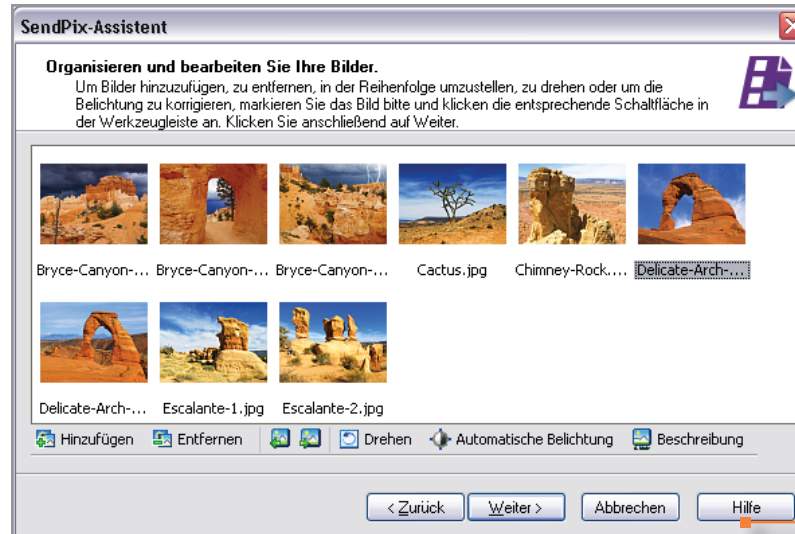 SendPix-Assistent
Organisieren und bearbeiten Sie Ihre Bilder.
Um Bilder hinzuzufügen, zu entfernen, in der Reihenfolge umzustellen, zu drehen oder um die
Belichtung zu korrigieren, markieren Sie das Bild bitte und klicken die entsprechende Schaltfläche in
der Werkzeugleiste an. Klicken Sie anschließend auf Weiter.
Bryce-Canyon-... Bryce-Canyon-... Bryce-Canyon-... Cactus.jpg Chimney-Rock.... Delicate-Arch-...
Delicate-Arch-... Escalante-1.jpg Escalante-2.jpg
Hinzufügen Entfernen Drehen Automatische Belichtung Beschreibung
< Zurück Weiter > Abbrechen Hilfe